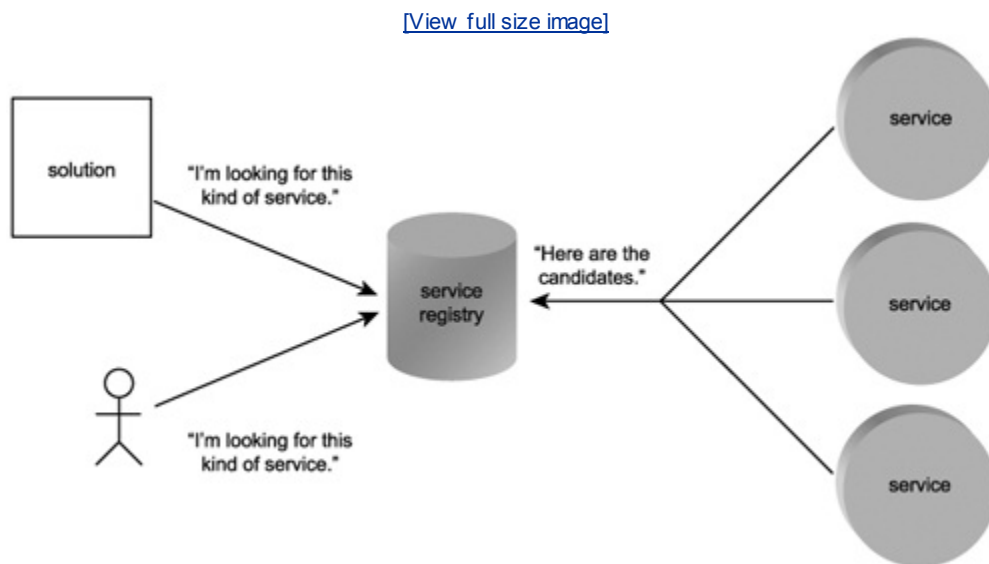 [View full size image]
solution
"I'm looking for this
kind of service."
service
registry
"Here are the
candidates."
service
service
service
"I'm looking for this
kind of service."